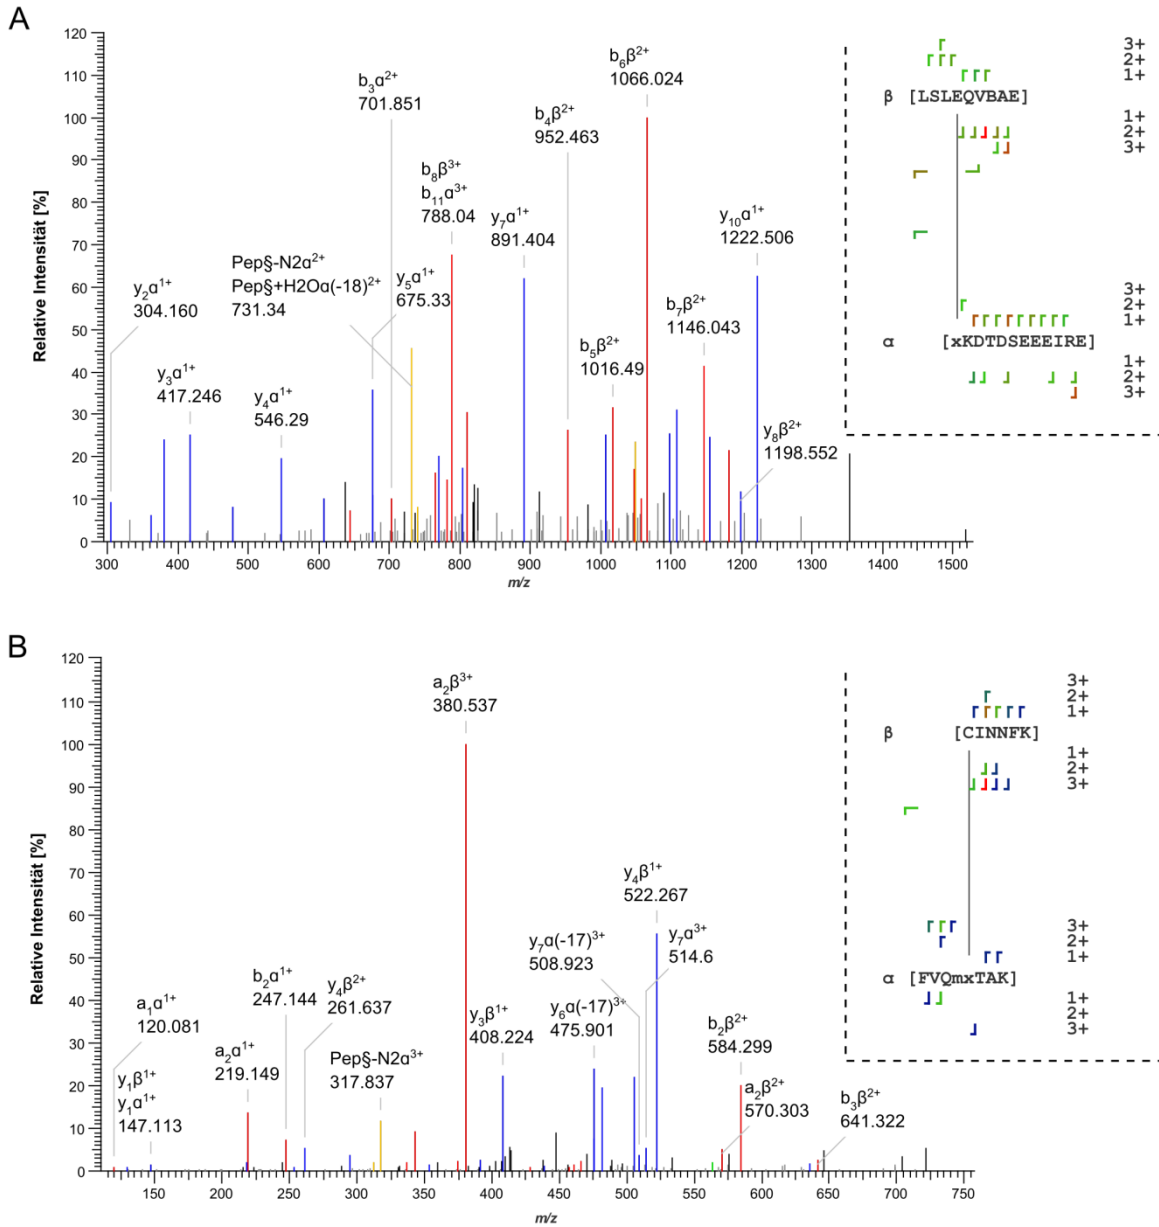 A
120
110
100
90
80
70
60
50
40
30
20
10
0
Relative Intensität [%]
300 400 500 600 700 800 900 1000 1100 1200 1300 1400 1500
m/z
y₂α¹⁺
304.160
y₃α¹⁺
417.246
y₄α¹⁺
546.29
Pep§-N2α²⁺
Pep§+H2Oα(-18)²⁺
731.34
y₅α¹⁺
675.33
b₃α²⁺
701.851
b₈β³⁺
b₁₁α³⁺
788.04
y₇α¹⁺
891.404
b₄β²⁺
952.463
b₅β²⁺
1016.49
b₆β²⁺
1066.024
b₇β²⁺
1146.043
y₈β²⁺
1198.552
y₁₀α¹⁺
1222.506
3+
2+
1+
β [LSLEQVBAE]
1+
2+
3+
3+
2+
1+
α [xKDTDSEEEIRE]
1+
2+
3+
B
120
110
100
90
80
70
60
50
40
30
20
10
0
Relative Intensität [%]
150 200 250 300 350 400 450 500 550 600 650 700 750
m/z
a₁α¹⁺
120.081
y₁β¹⁺
y₁α¹⁺
147.113
a₂α¹⁺
219.149
b₂α¹⁺
247.144
y₄β²⁺
261.637
Pep§-N2α³⁺
317.837
a₂β³⁺
380.537
y₃β¹⁺
408.224
y₆α(-17)³⁺
475.901
y₇α(-17)³⁺
508.923
y₇α³⁺
514.6
y₄β¹⁺
522.267
a₂β²⁺
570.303
b₂β²⁺
584.299
b₃β²⁺
641.322
3+
2+
1+
β [CINNFK]
1+
2+
3+
3+
2+
1+
α [FVQmxTAK]
1+
2+
3+